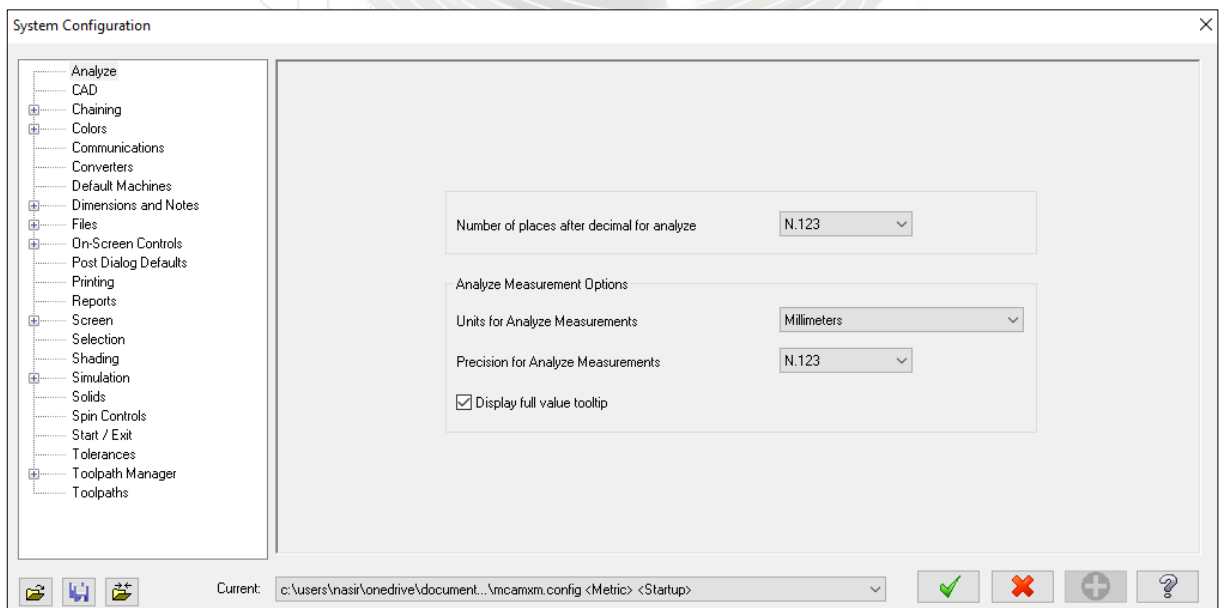 System Configuration
Analyze
CAD
Chaining
Colors
Communications
Converters
Default Machines
Dimensions and Notes
Files
On-Screen Controls
Post Dialog Defaults
Printing
Reports
Screen
Selection
Shading
Simulation
Solids
Spin Controls
Start / Exit
Tolerances
Toolpath Manager
Toolpaths
Number of places after decimal for analyze N.123
Analyze Measurement Options
Units for Analyze Measurements Millimeters
Precision for Analyze Measurements N.123
Display full value tooltip
Current: c:\users\nasir\onedrive\document...\mcamxm.config <Metric> <Startup>